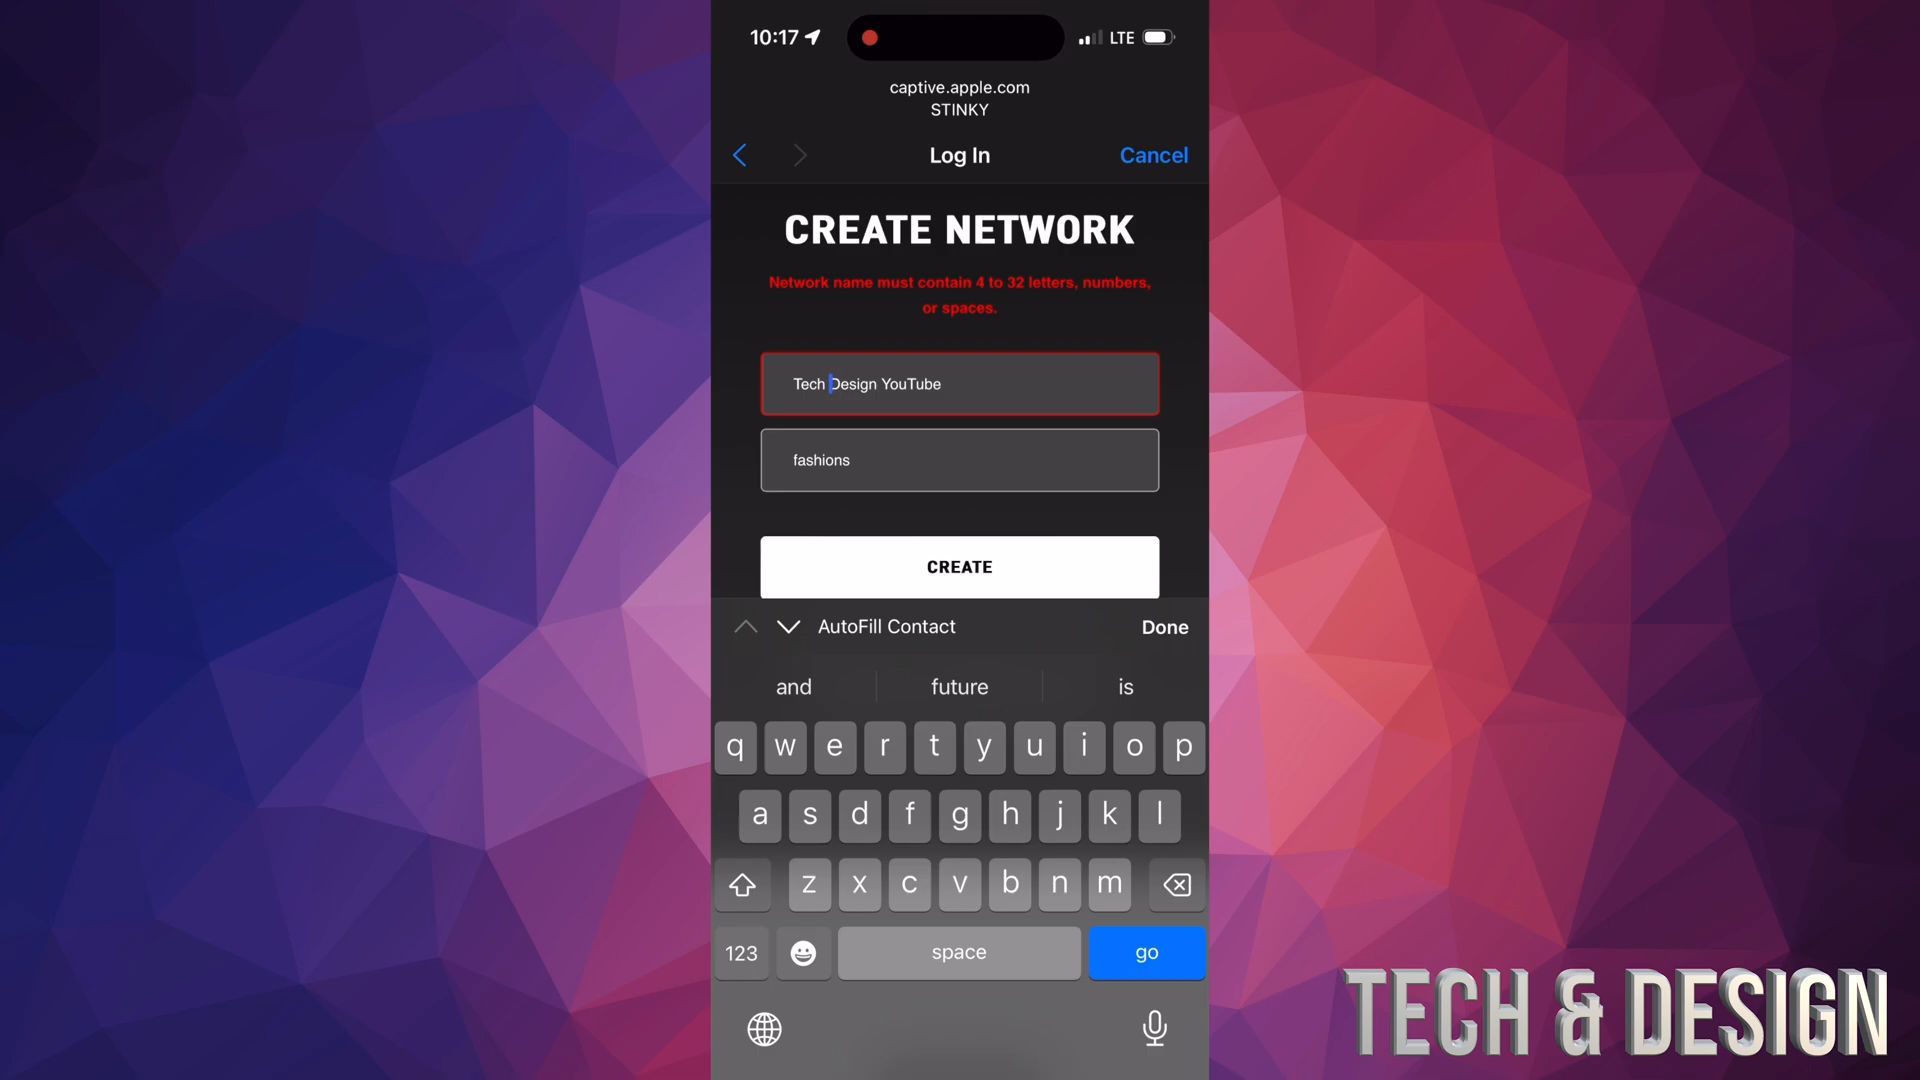 10:17
LTE
captive.apple.com
STINKY
Log In
Cancel
CREATE NETWORK
Network name must contain 4 to 32 letters, numbers,
or spaces.
Tech Design YouTube
fashions
CREATE
AutoFill Contact
Done
and future is
q w e r t y u i o p
a s d f g h j k l
z x c v b n m
123 space go
TECH & DESIGN